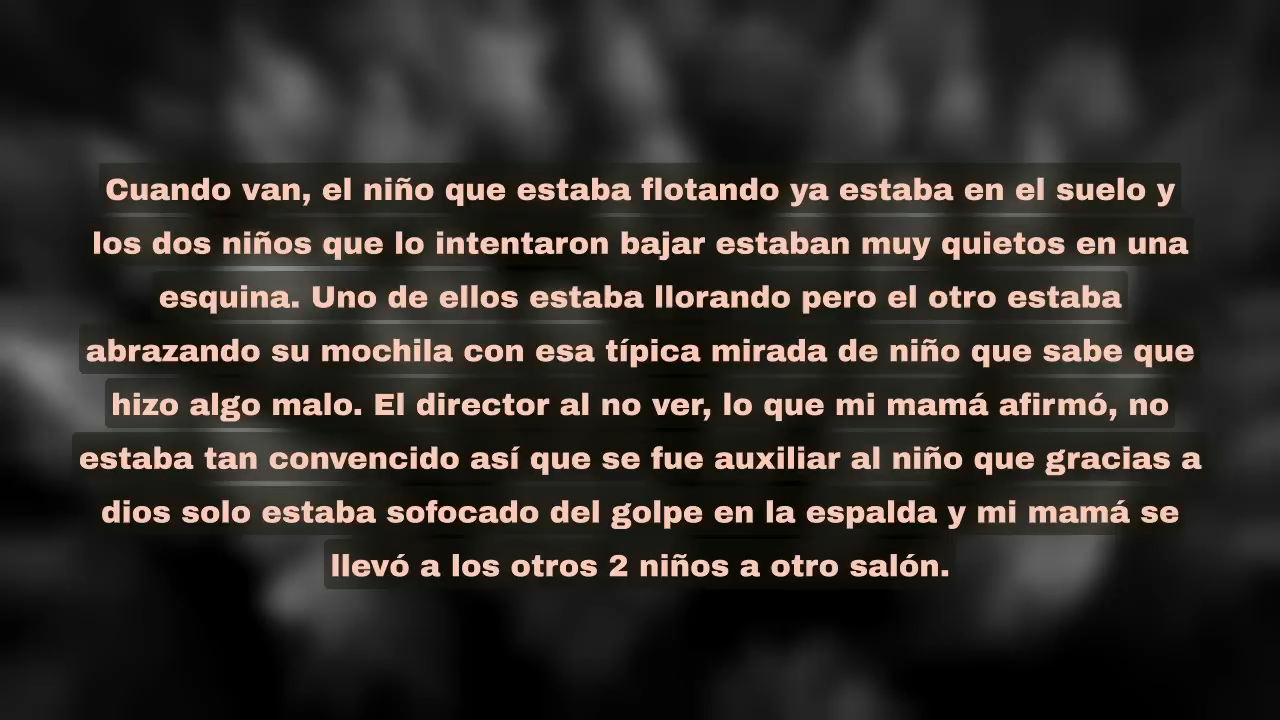 Cuando van, el niño que estaba flotando ya estaba en el suelo y
los dos niños que lo intentaron bajar estaban muy quietos en una
esquina. Uno de ellos estaba llorando pero el otro estaba
abrazando su mochila con esa típica mirada de niño que sabe que
hizo algo malo. El director al no ver, lo que mi mamá afirmó, no
estaba tan convencido así que se fue auxiliar al niño que gracias a
dios solo estaba sofocado del golpe en la espalda y mi mamá se
llevó a los otros 2 niños a otro salón.